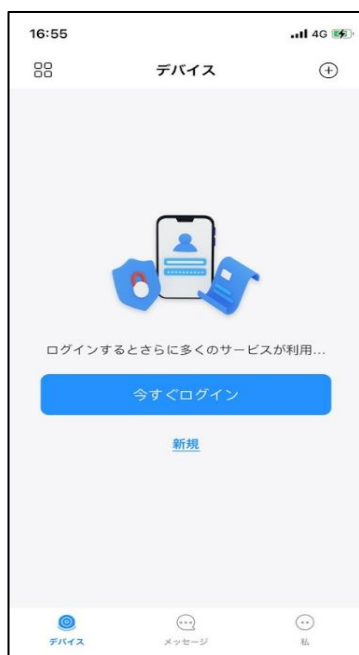 16:55
4G
デバイス
ログインするとさらに多くのサービスが利用...
今すぐログイン
新規
デバイス
メッセージ
私